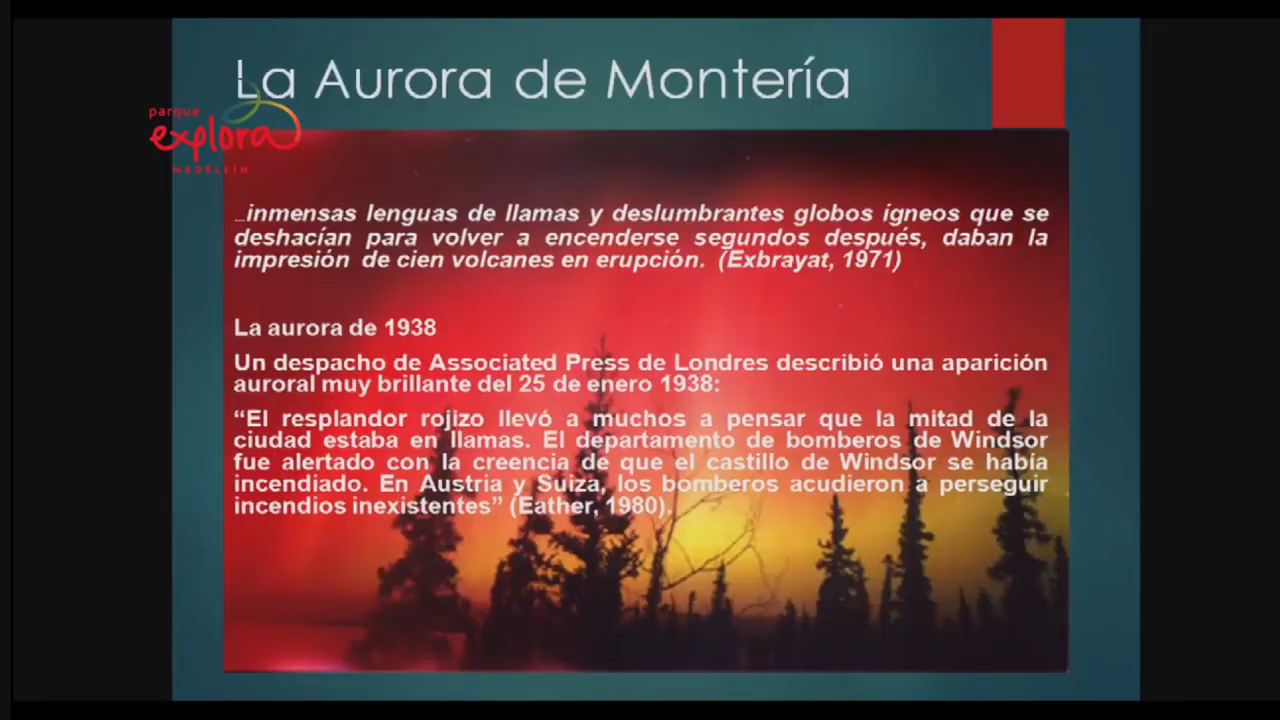 La Aurora de Montería
parque
explora
MEDELLÍN
...inmensas lenguas de llamas y deslumbrantes globos ígneos que se
deshacían para volver a encenderse segundos después, daban la
impresión de cien volcanes en erupción. (Exbrayat, 1971)
La aurora de 1938
Un despacho de Associated Press de Londres describió una aparición
auroral muy brillante del 25 de enero 1938:
“El resplandor rojizo llevó a muchos a pensar que la mitad de la
ciudad estaba en llamas. El departamento de bomberos de Windsor
fue alertado con la creencia de que el castillo de Windsor se había
incendiado. En Austria y Suiza, los bomberos acudieron a perseguir
incendios inexistentes” (Eather, 1980).